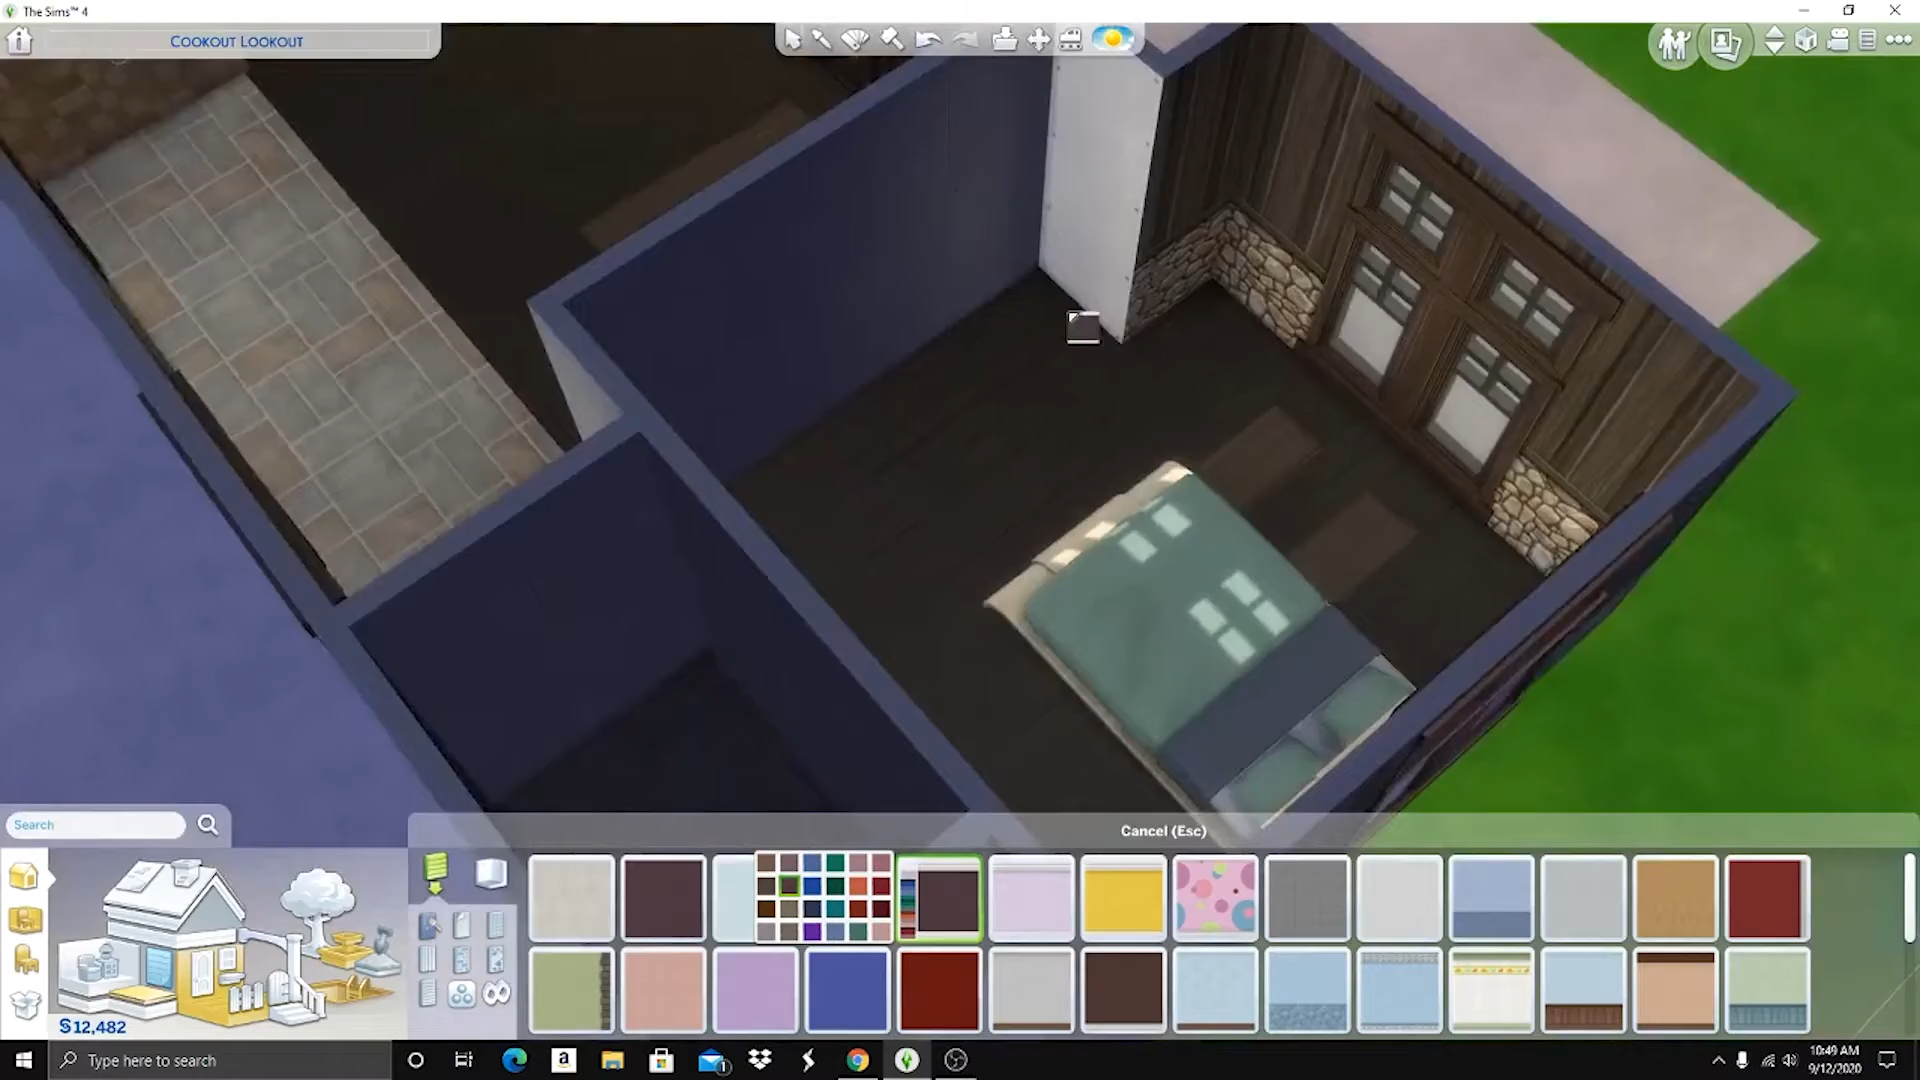 The Sims™ 4
Cookout Lookout
Cancel (Esc)
Search
§12,482
Type here to search
a
1
10:49 AM
9/12/2020